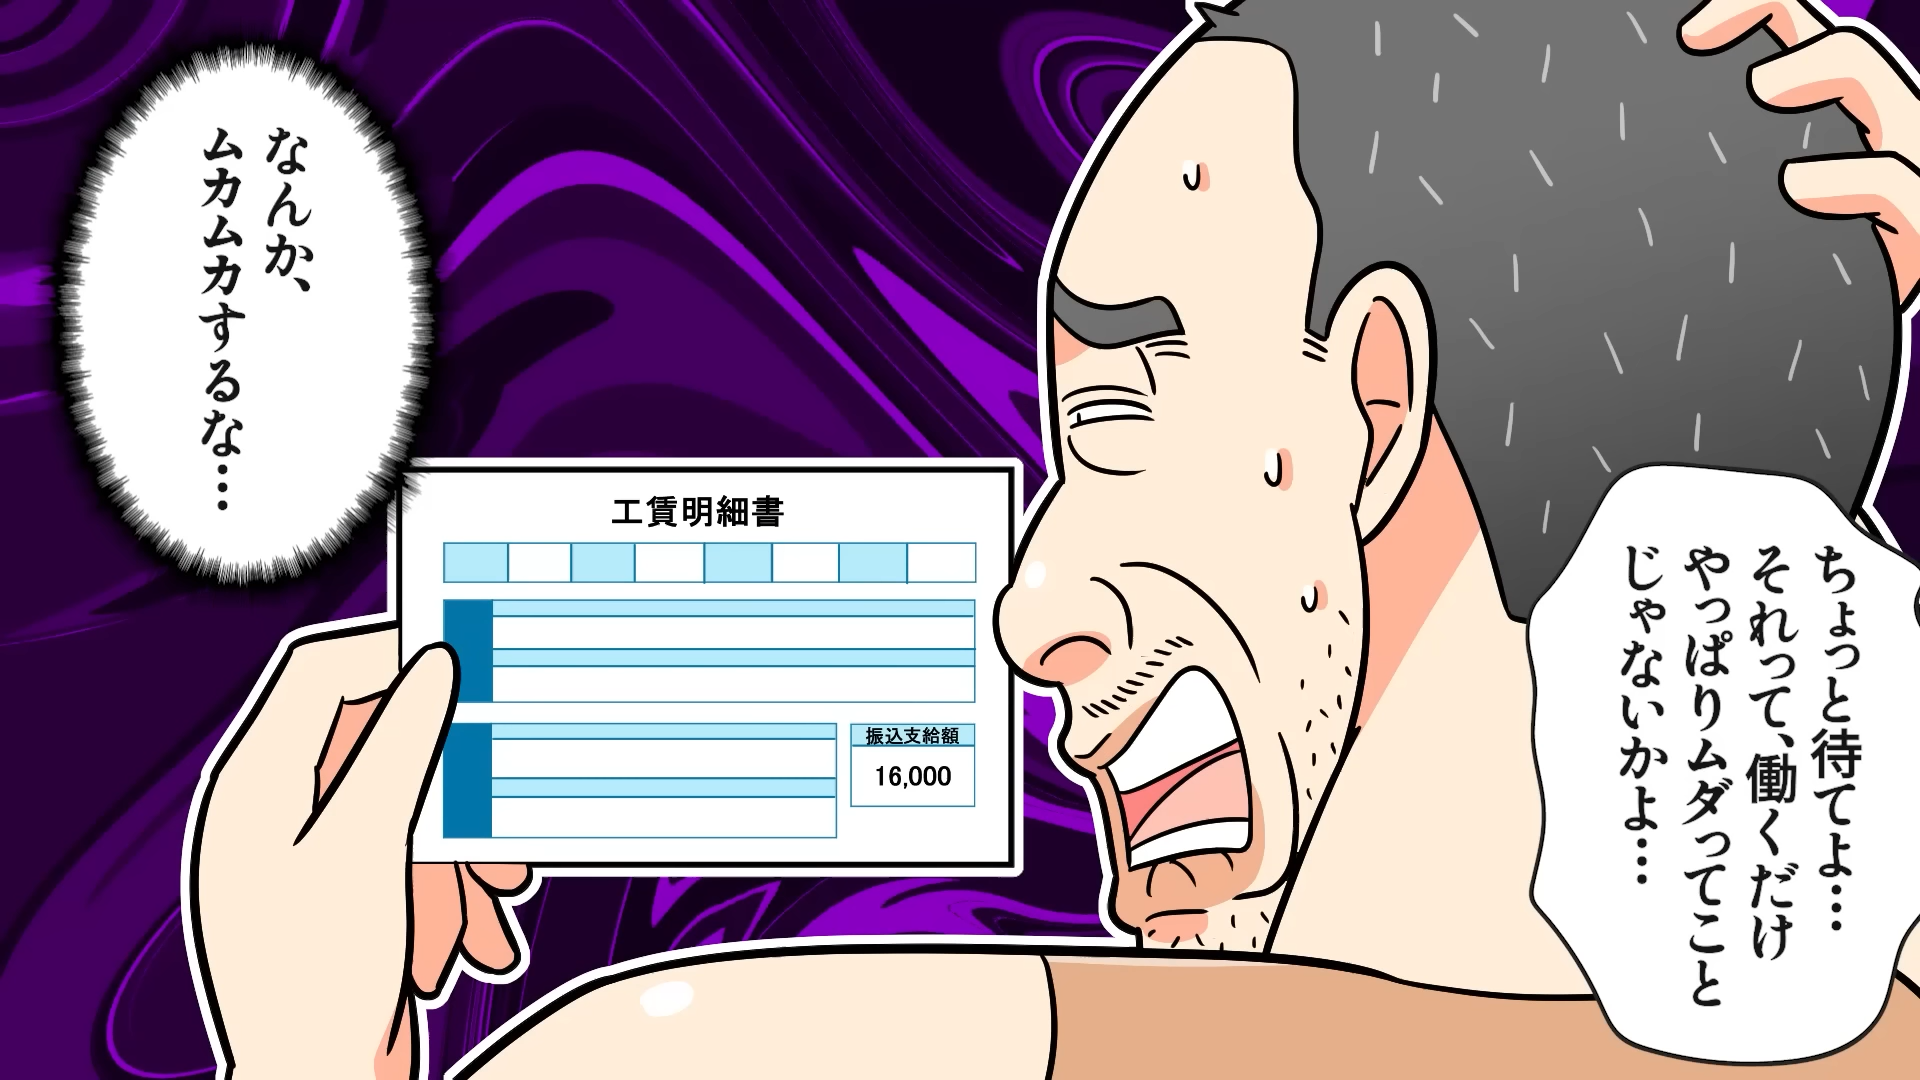 ちょっと待てよ…
それって、働くだけ
やっぱりムダってこと
じゃないかよ…
なんか、
ムカムカするな…
工賃明細書
振込支給額
16,000